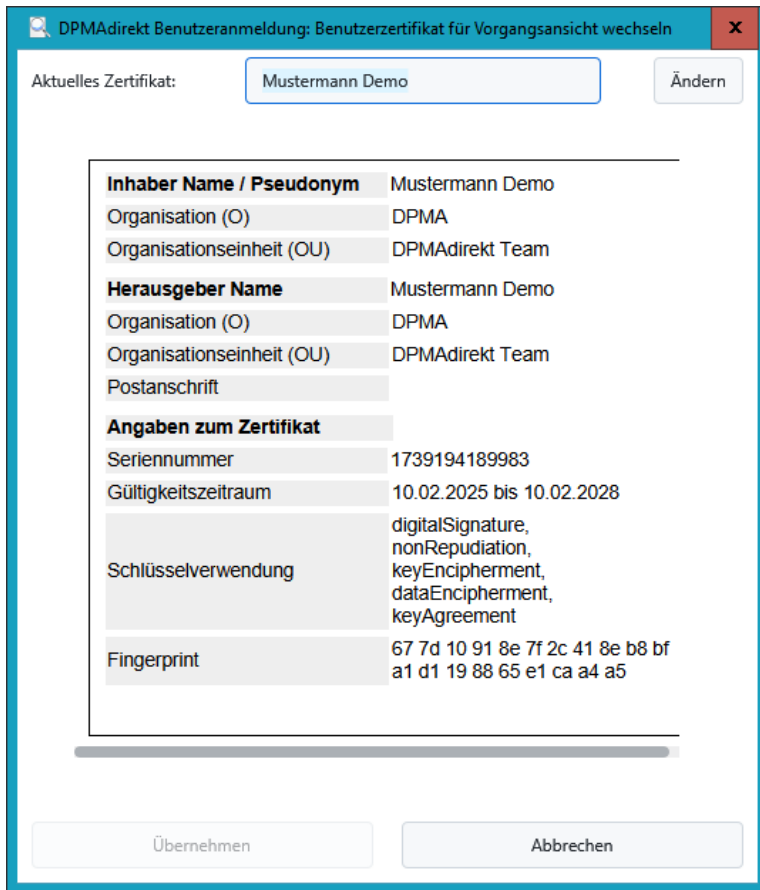 DPMAdirekt Benutzeranmeldung: Benutzerzertifikat für Vorgangsansicht wechseln x
Aktuelles Zertifikat: Mustermann Demo Ändern
Inhaber Name / Pseudonym Mustermann Demo
Organisation (O) DPMA
Organisationseinheit (OU) DPMAdirekt Team
Herausgeber Name Mustermann Demo
Organisation (O) DPMA
Organisationseinheit (OU) DPMAdirekt Team
Postanschrift
Angaben zum Zertifikat
Seriennummer 1739194189983
Gültigkeitszeitraum 10.02.2025 bis 10.02.2028
Schlüsselverwendung digitalSignature,
nonRepudiation,
keyEncipherment,
dataEncipherment,
keyAgreement
Fingerprint 67 7d 10 91 8e 7f 2c 41 8e b8 bf
a1 d1 19 88 65 e1 ca a4 a5
Übernehmen Abbrechen